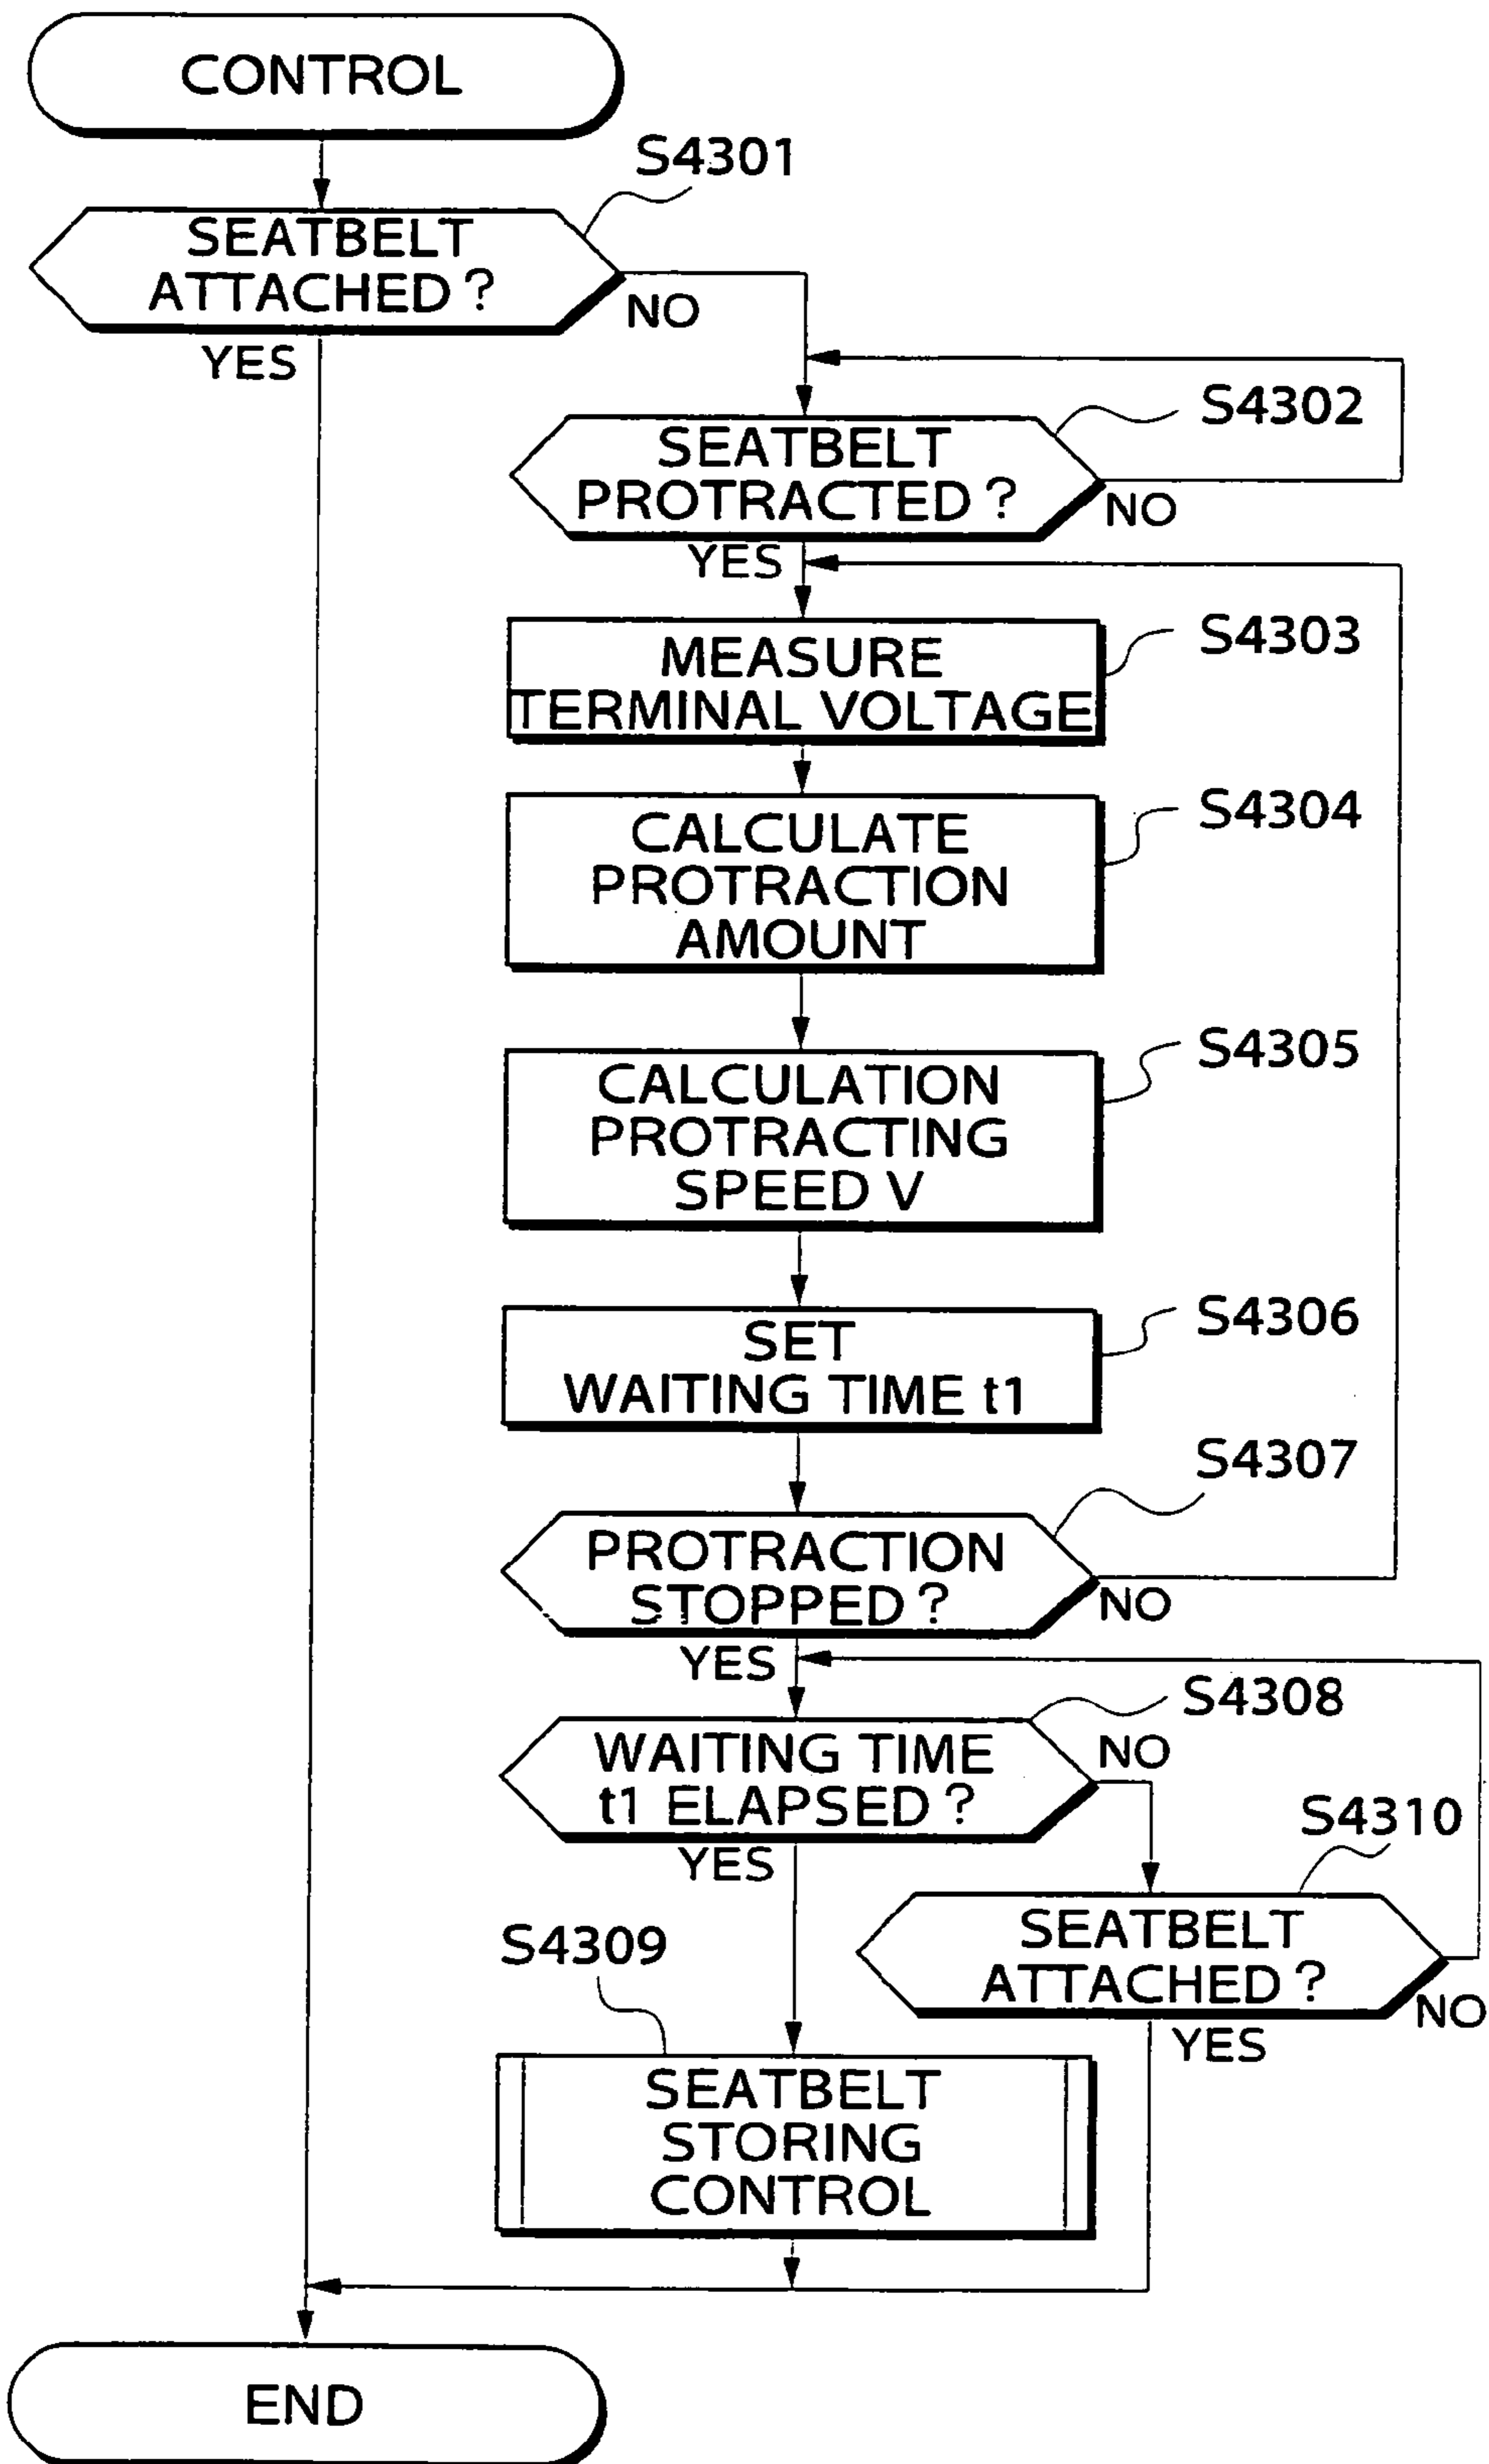 CONTROL
S4301
SEATBELT
ATTACHED ?
NO
YES
S4302
SEATBELT
PROTRACTED ?
NO
YES
S4303
MEASURE
TERMINAL VOLTAGE
S4304
CALCULATE
PROTRACTION
AMOUNT
S4305
CALCULATION
PROTRACTING
SPEED V
S4306
SET
WAITING TIME t1
S4307
PROTRACTION
STOPPED ?
NO
YES
S4308
WAITING TIME
t1 ELAPSED ?
NO
YES
S4310
SEATBELT
ATTACHED ?
NO
YES
S4309
SEATBELT
STORING
CONTROL
END